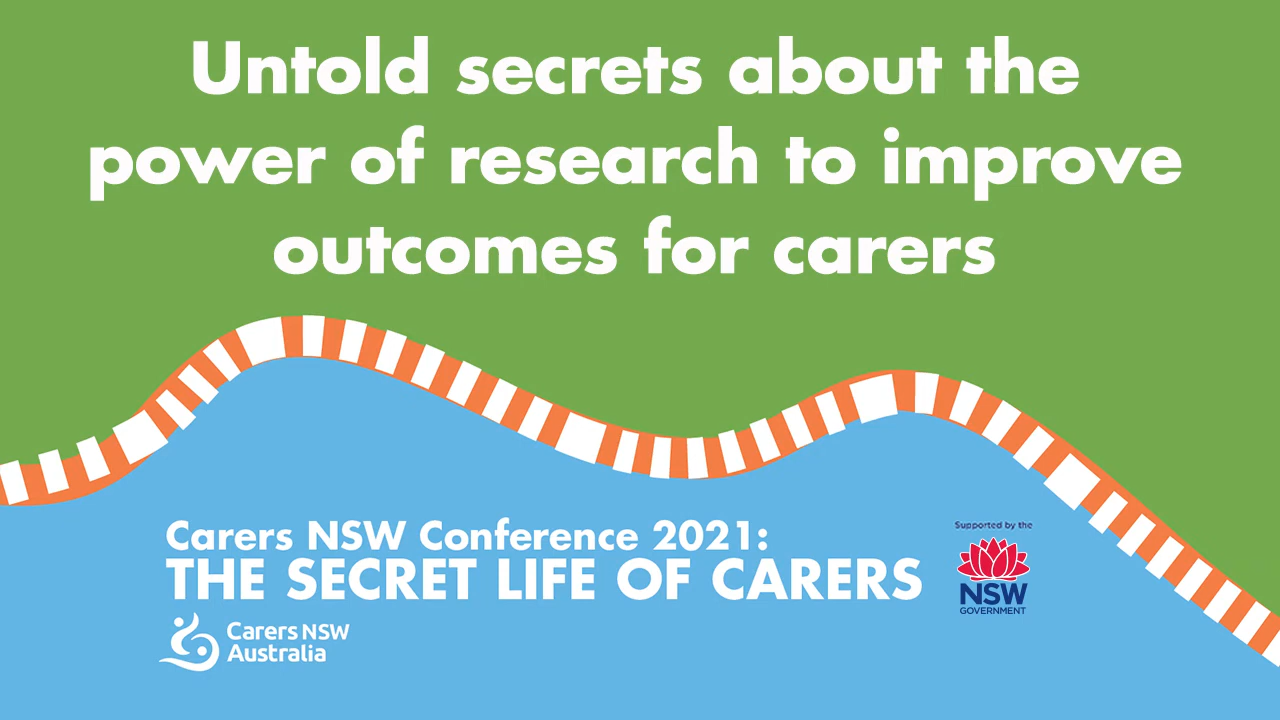 Untold secrets about the
power of research to improve
outcomes for carers
Carers NSW Conference 2021:
THE SECRET LIFE OF CARERS
Supported by the
NSW
GOVERNMENT
Carers NSW
Australia